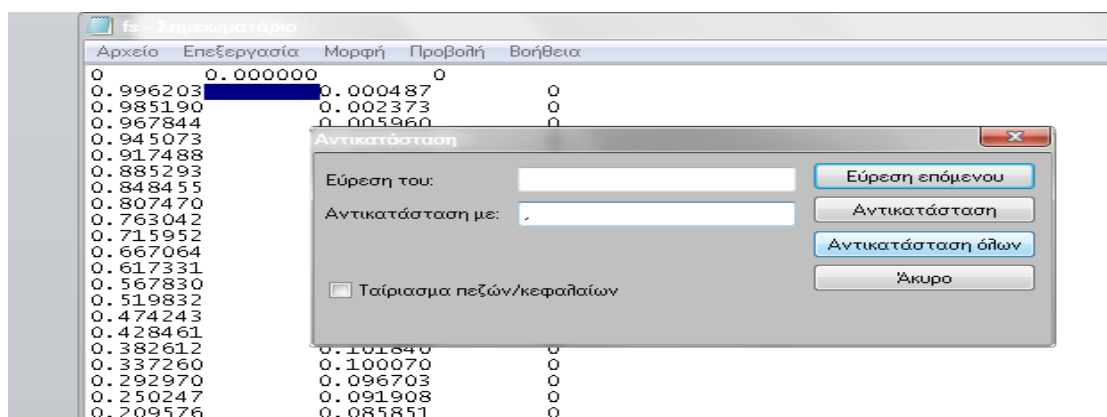 fs - Σημειωματάριο
Αρχείο Επεξεργασία Μορφή Προβολή Βοήθεια
0 0.000000 0
0.996203 0.000487 0
0.985190 0.002373 0
0.967844 0.005960 0
0.945073
0.917488
0.885293
0.848455
0.807470
0.763042
0.715952
0.667064
0.617331
0.567830
0.519832
0.474243
0.428461
0.382612 0.101840 0
0.337260 0.100070 0
0.292970 0.096703 0
0.250247 0.091908 0
0.209576 0.085851 0
Αντικατάσταση
Εύρεση του:
Εύρεση επόμενου
Αντικατάσταση με: ,
Αντικατάσταση
Αντικατάσταση όλων
Άκυρο
Ταίριασμα πεζών/κεφαλαίων